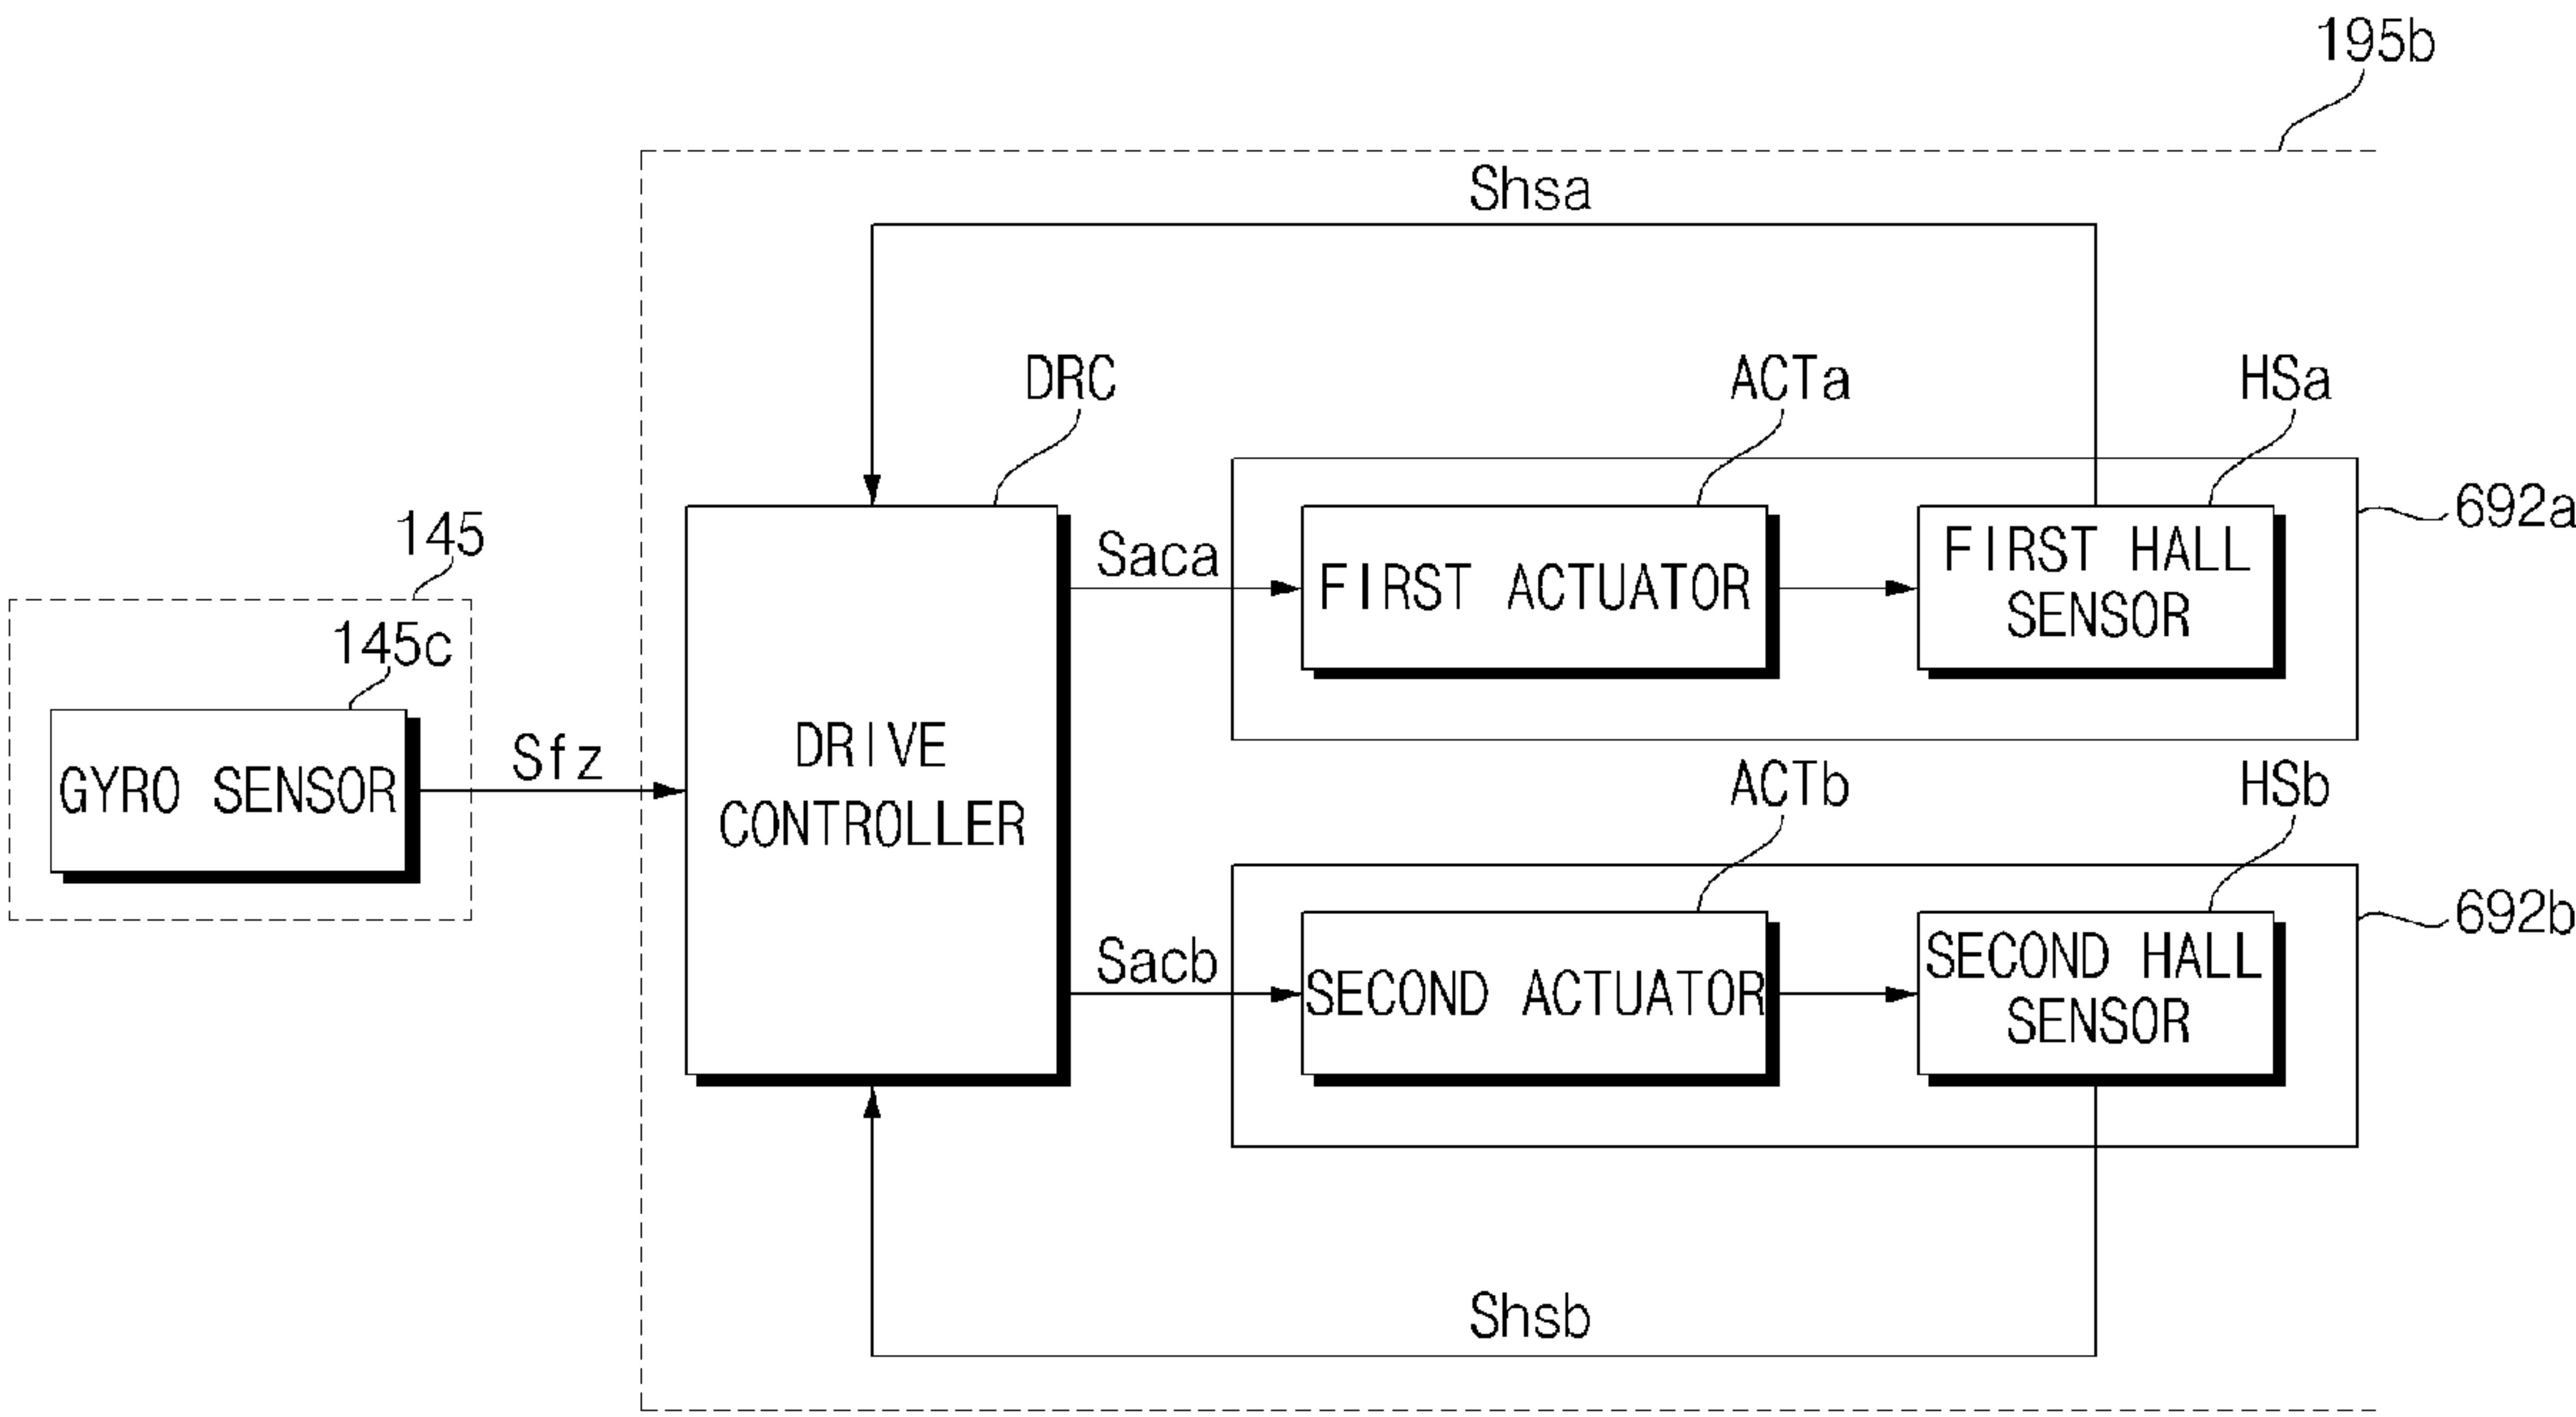 195b
Shsa
DRC
ACTa
HSa
692a
145
Saca
FIRST ACTUATOR
FIRST HALL
SENSOR
145c
GYRO SENSOR
Sfz
DRIVE
CONTROLLER
ACTb
HSb
692b
Sacb
SECOND ACTUATOR
SECOND HALL
SENSOR
Shsb